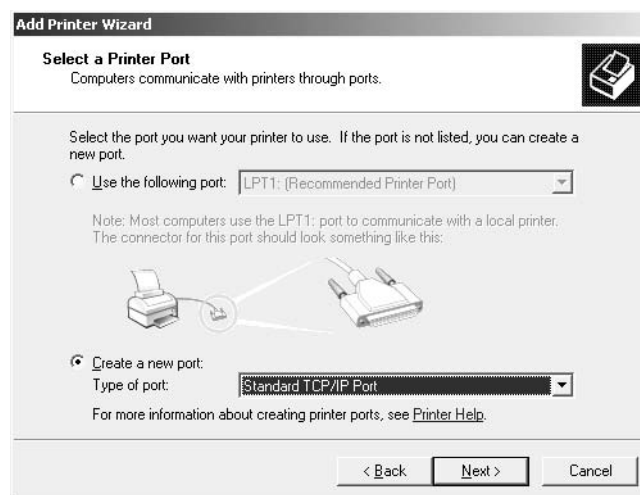 Add Printer Wizard
Select a Printer Port
Computers communicate with printers through ports.
Select the port you want your printer to use. If the port is not listed, you can create a
new port.
Use the following port: LPT1: (Recommended Printer Port)
Note: Most computers use the LPT1: port to communicate with a local printer.
The connector for this port should look something like this:
Create a new port:
Type of port: Standard TCP/IP Port
For more information about creating printer ports, see Printer Help.
< Back Next > Cancel